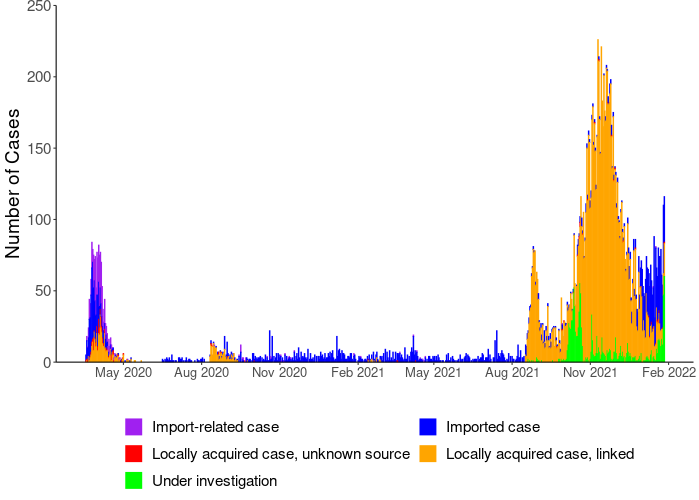 250
200
150
100
50
0
Number of Cases
May 2020 Aug 2020 Nov 2020 Feb 2021 May 2021 Aug 2021 Nov 2021 Feb 2022
Import-related case Imported case
Locally acquired case, unknown source Locally acquired case, linked
Under investigation